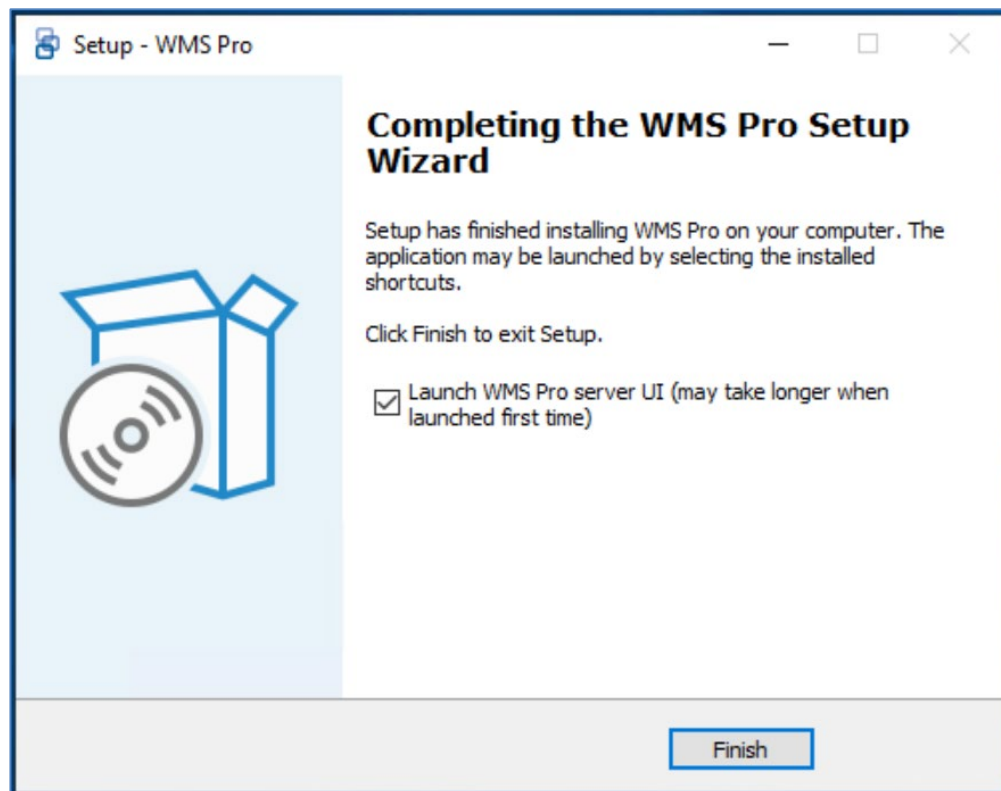 Setup - WMS Pro
Completing the WMS Pro Setup
Wizard
Setup has finished installing WMS Pro on your computer. The
application may be launched by selecting the installed
shortcuts.
Click Finish to exit Setup.
Launch WMS Pro server UI (may take longer when
launched first time)
Finish